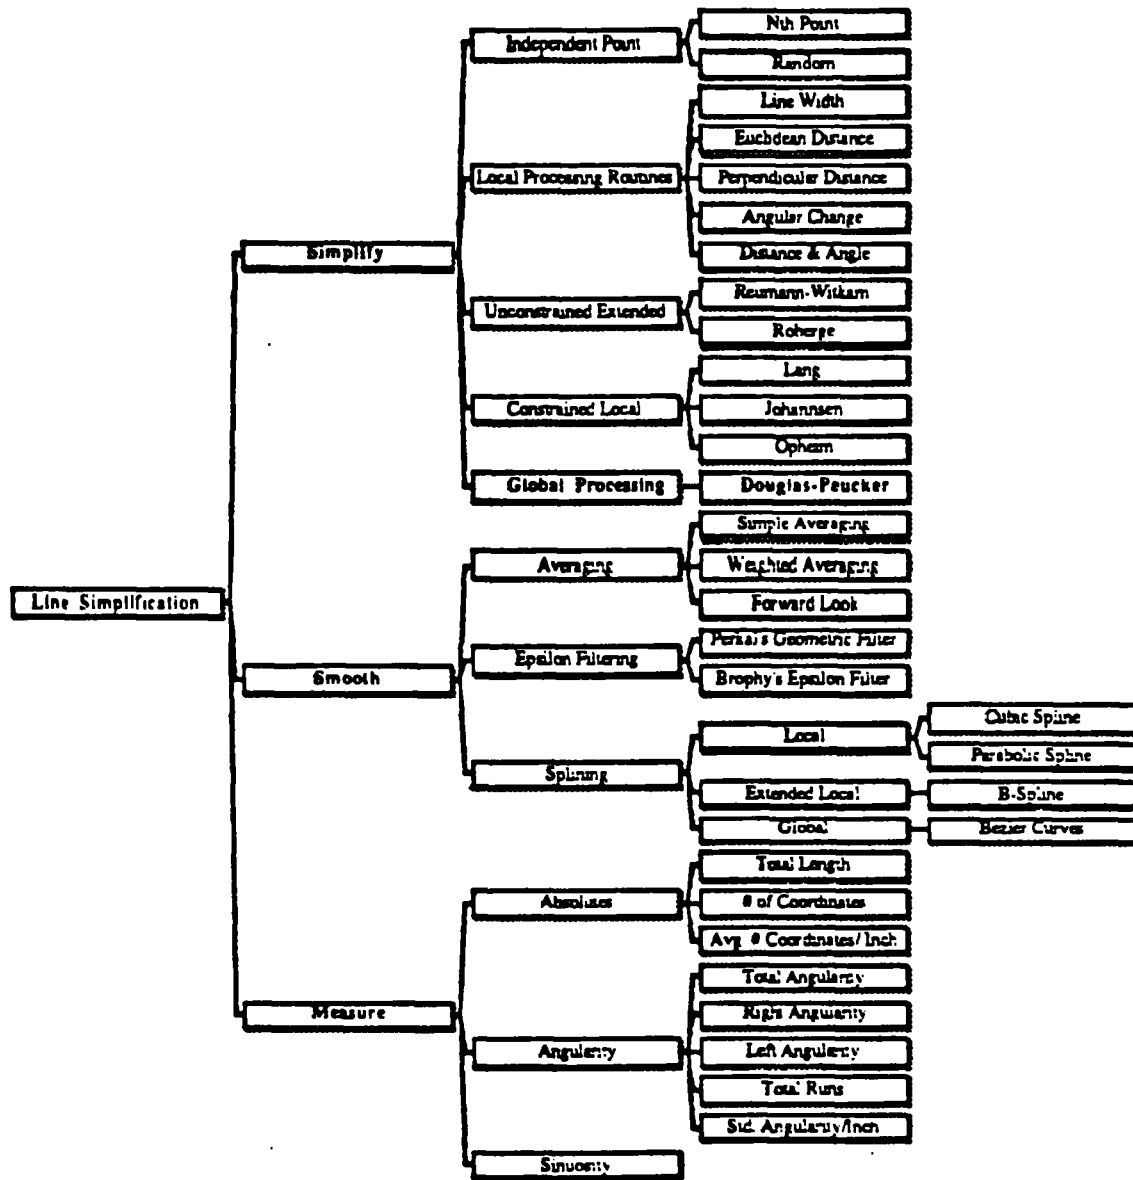 Line Simplification
Simplify
Independent Point
Nth Point
Random
Local Processing Routines
Line Width
Euclidean Distance
Perpendicular Distance
Angular Change
Distance & Angle
Unconstrained Extended
Reumann-Witkam
Roberge
Constrained Local
Lang
Johannsen
Opheim
Global Processing
Douglas-Peucker
Smooth
Averaging
Simple Averaging
Weighted Averaging
Forward Look
Epsilon Filtering
Perkal's Geometric Filter
Brophy's Epsilon Filter
Splining
Local
Cubic Spline
Parabolic Spline
Extended Local
B-Spline
Global
Bezier Curves
Measure
Absolutes
Total Length
# of Coordinates
Avg. # Coordinates/Inch
Angularity
Total Angularity
Right Angularity
Left Angularity
Total Runs
Std. Angularity/Inch
Sinuosity